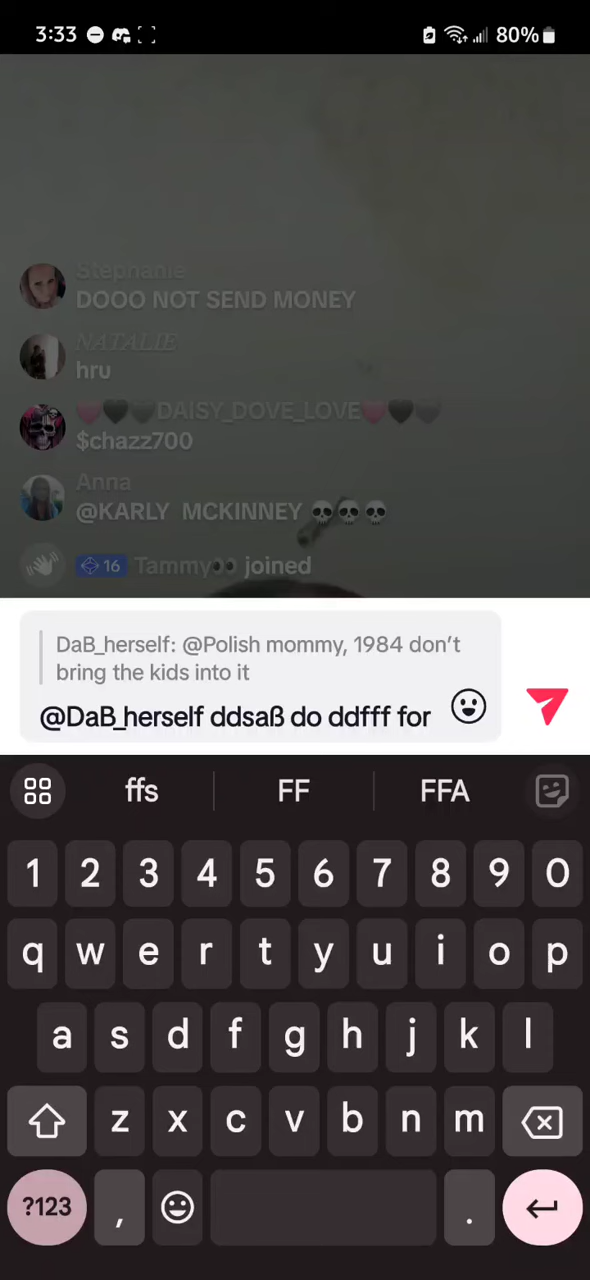 3:33 80%
Stephanie
DOOO NOT SEND MONEY
NATALIE
hru
🩷🖤🩶DAISY_DOVE_LOVE🩷🖤🩶
$chazz700
Anna
@KARLY MCKINNEY 💀💀💀
16 Tammy👀 joined
DaB_herself: @Polish mommy, 1984 don’t
bring the kids into it
@DaB_herself ddsaß do ddfff for
ffs FF FFA
1 2 3 4 5 6 7 8 9 0
q w e r t y u i o p
a s d f g h j k l
z x c v b n m
?123 , .